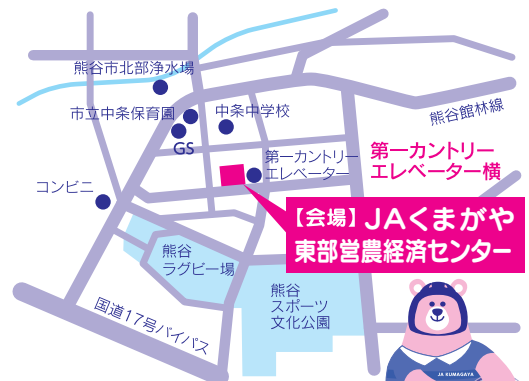 熊谷市北部浄水場
市立中条保育園
中条中学校
GS
熊谷館林線
第一カントリー
エレベーター
第一カントリー
エレベーター横
コンビニ
【会場】JAくまがや
東部営農経済センター
熊谷
ラグビー場
熊谷
スポーツ
文化公園
国道17号バイパス
JA KUMAGAYA